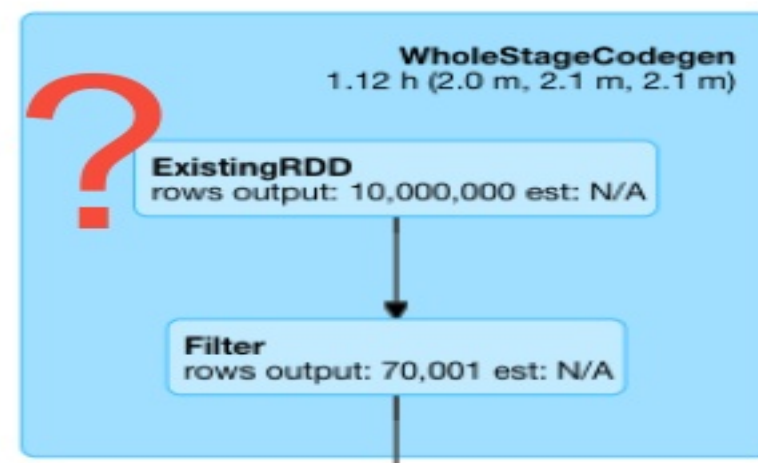 ?
WholeStageCodegen
1.12 h (2.0 m, 2.1 m, 2.1 m)
ExistingRDD
rows output: 10,000,000 est: N/A
Filter
rows output: 70,001 est: N/A